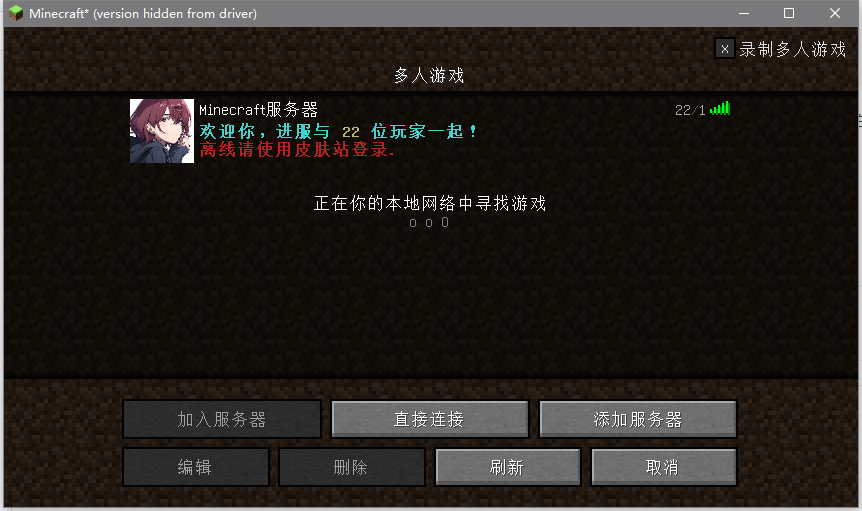 Minecraft* (version hidden from driver)
x 录制多人游戏
多人游戏
Minecraft服务器
22/1
欢迎你，进服与 22 位玩家一起！
离线请使用皮肤站登录.
正在你的本地网络中寻找游戏
o o O
加入服务器
直接连接
添加服务器
编辑
删除
刷新
取消